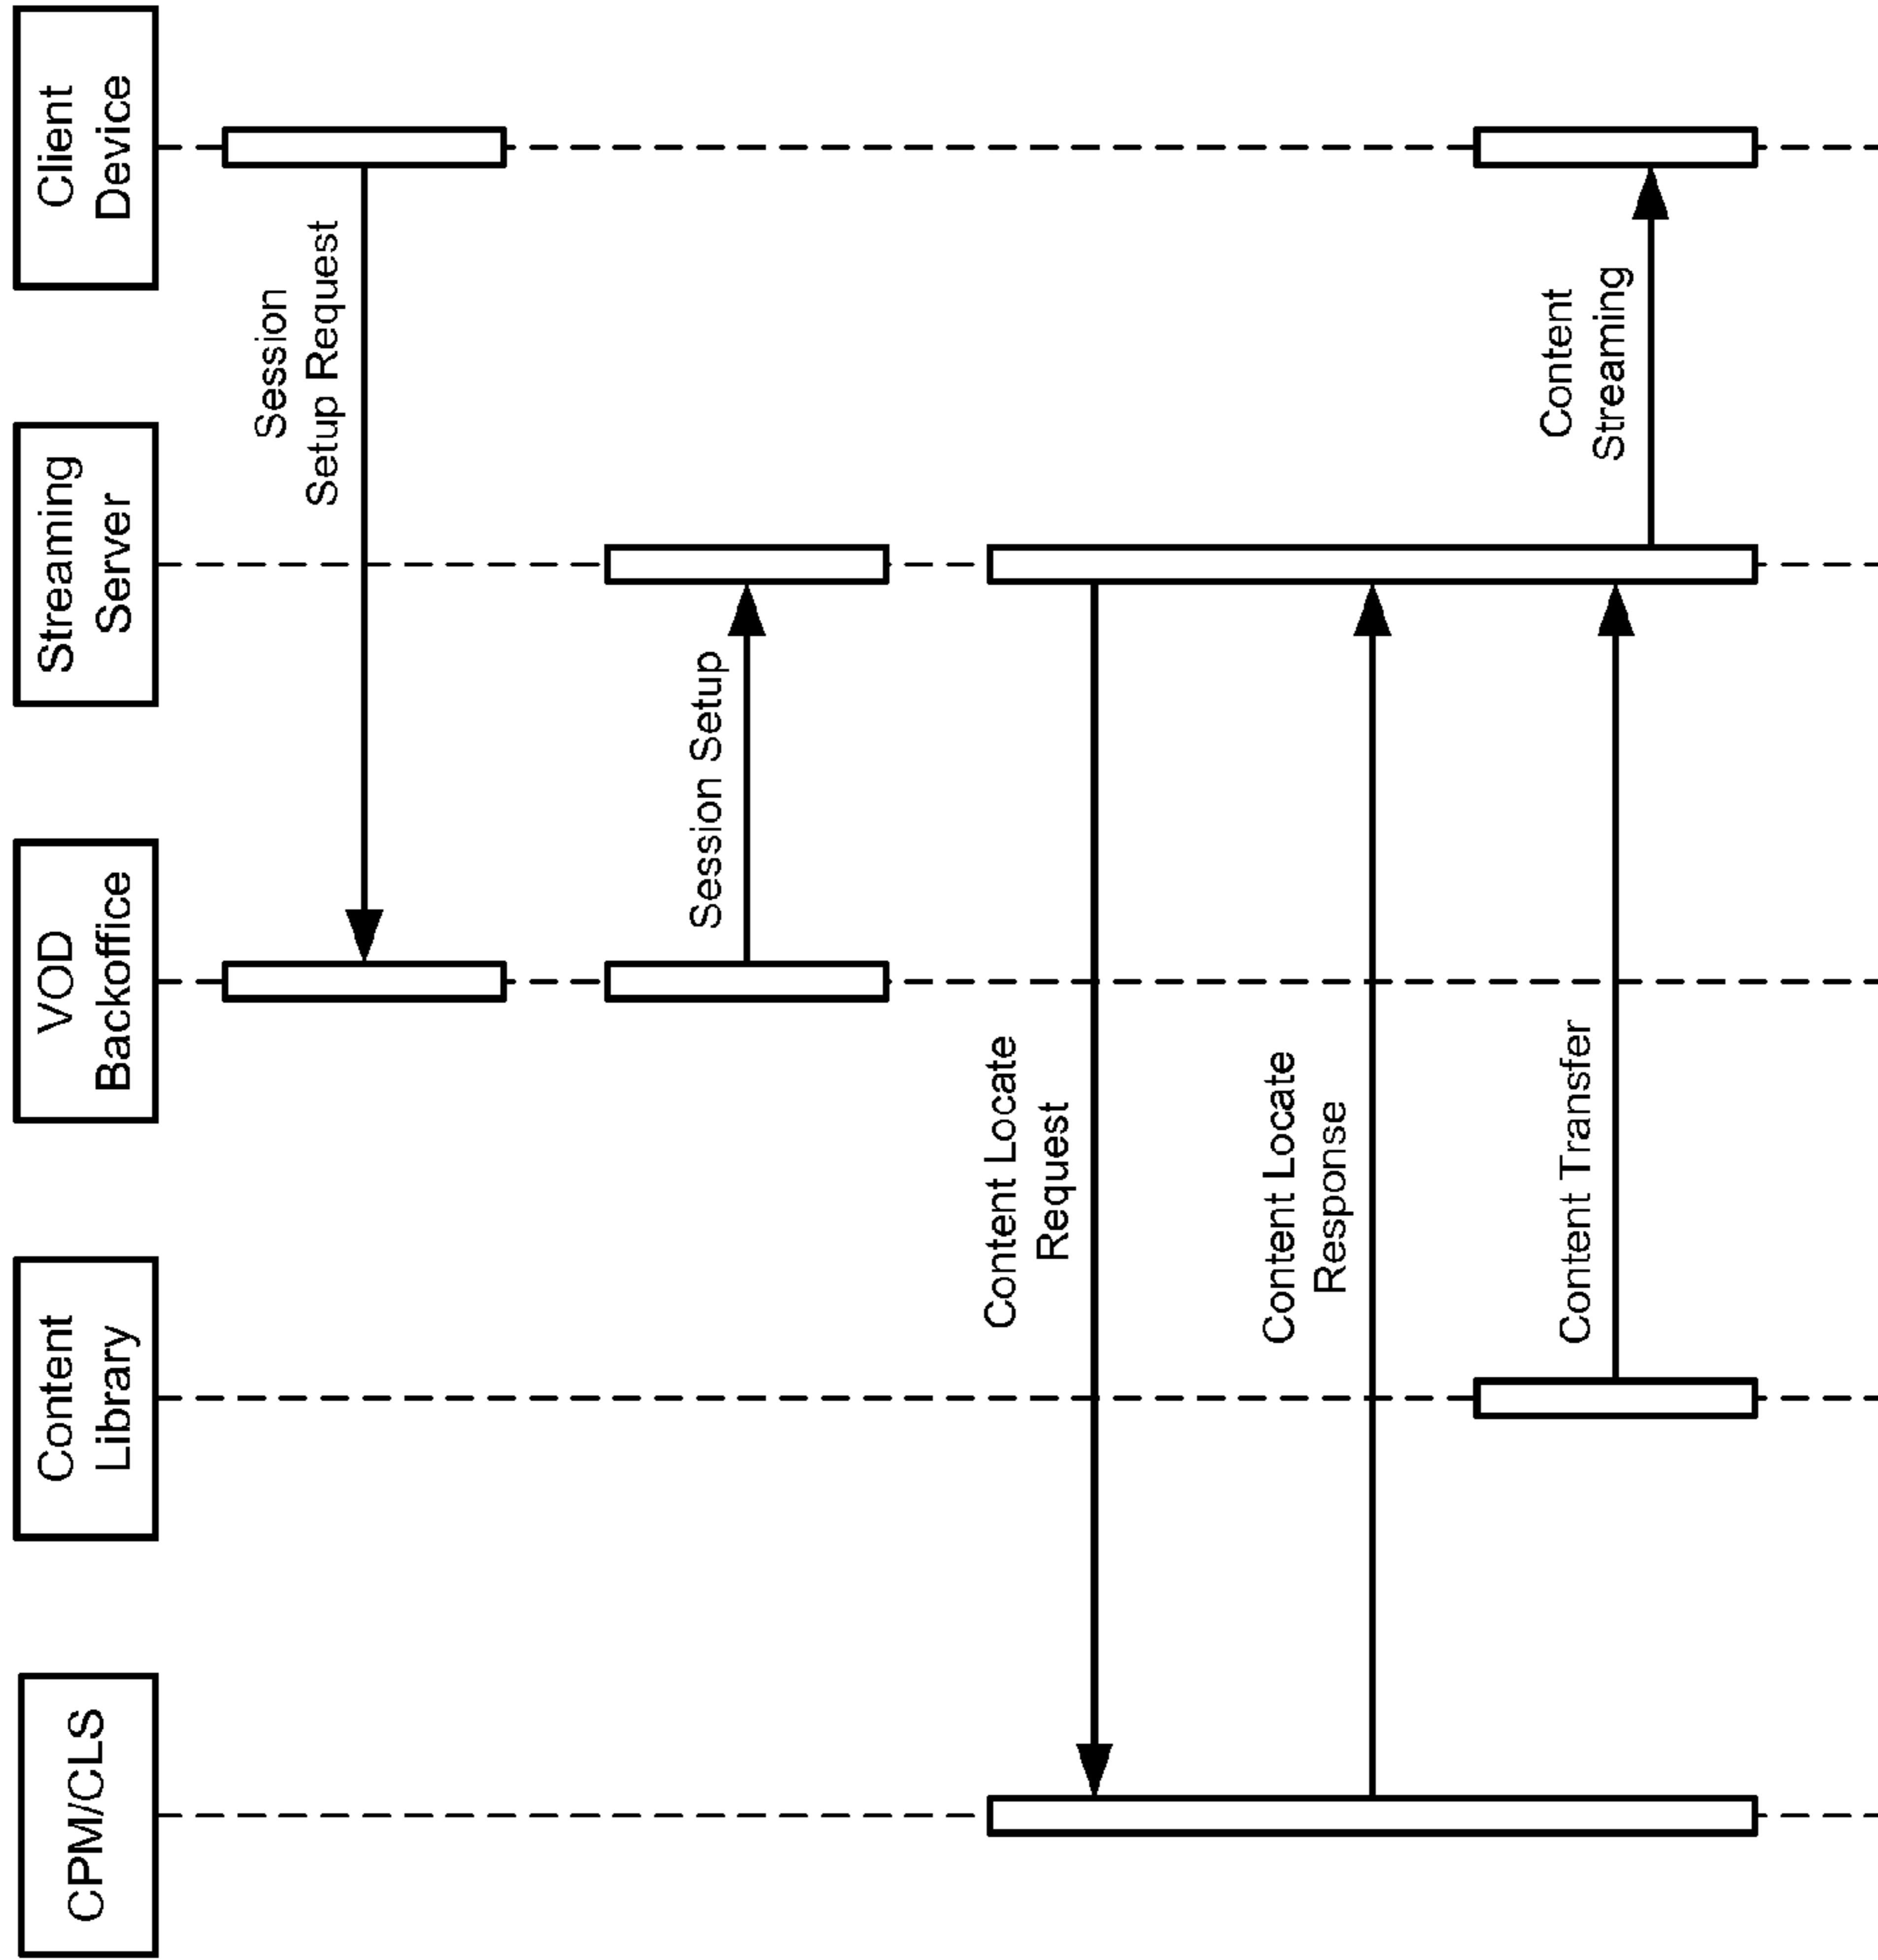 CPM/CLS
Content
Library
VOD
Backoffice
Streaming
Server
Client
Device
Session
Setup Request
Session Setup
Content Locate
Request
Content Locate
Response
Content Transfer
Content
Streaming